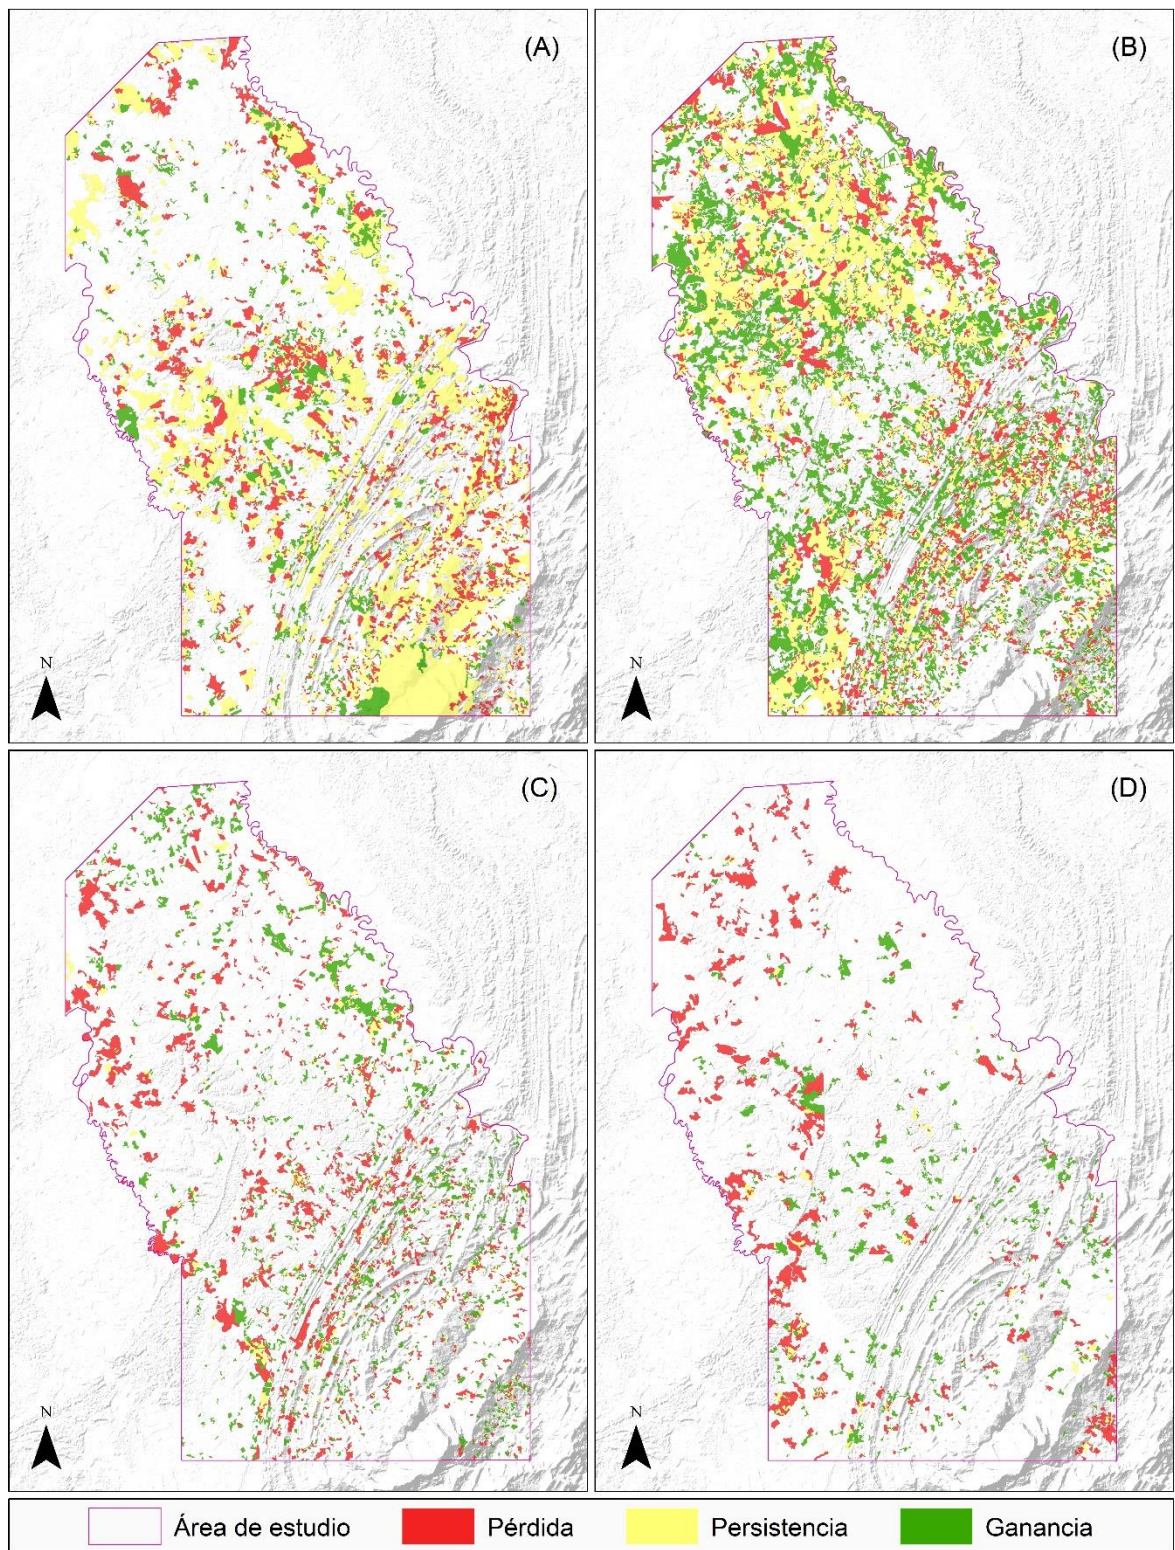 (A)
(B)
N
N
(C)
(D)
N
N
Área de estudio Pérdida Persistencia Ganancia